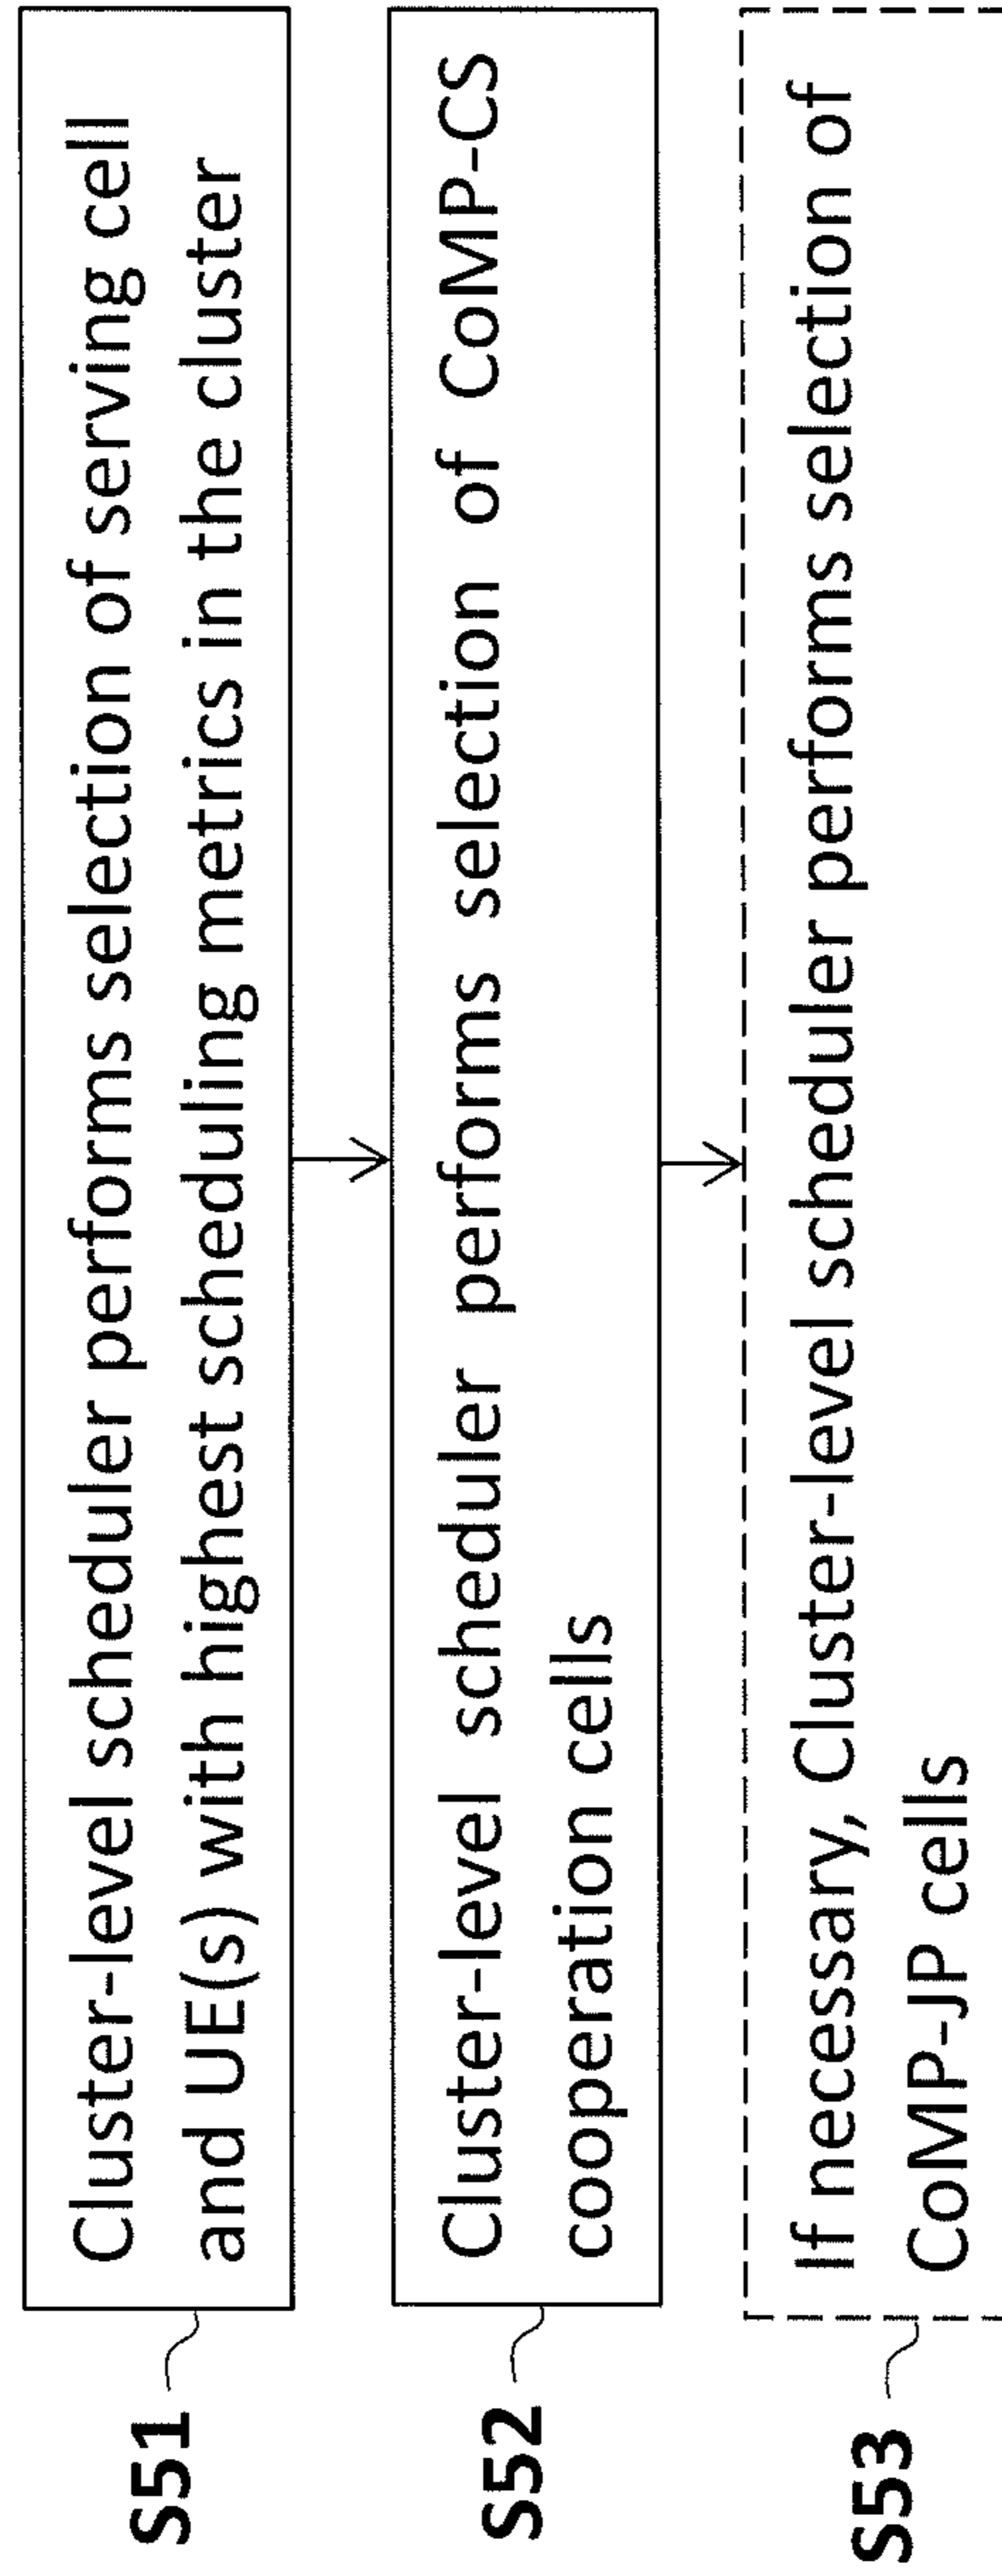 S51
Cluster-level scheduler performs selection of serving cell
and UE(s) with highest scheduling metrics in the cluster
S52
Cluster-level scheduler performs selection of CoMP-CS
cooperation cells
S53
If necessary, Cluster-level scheduler performs selection of
CoMP-JP cells